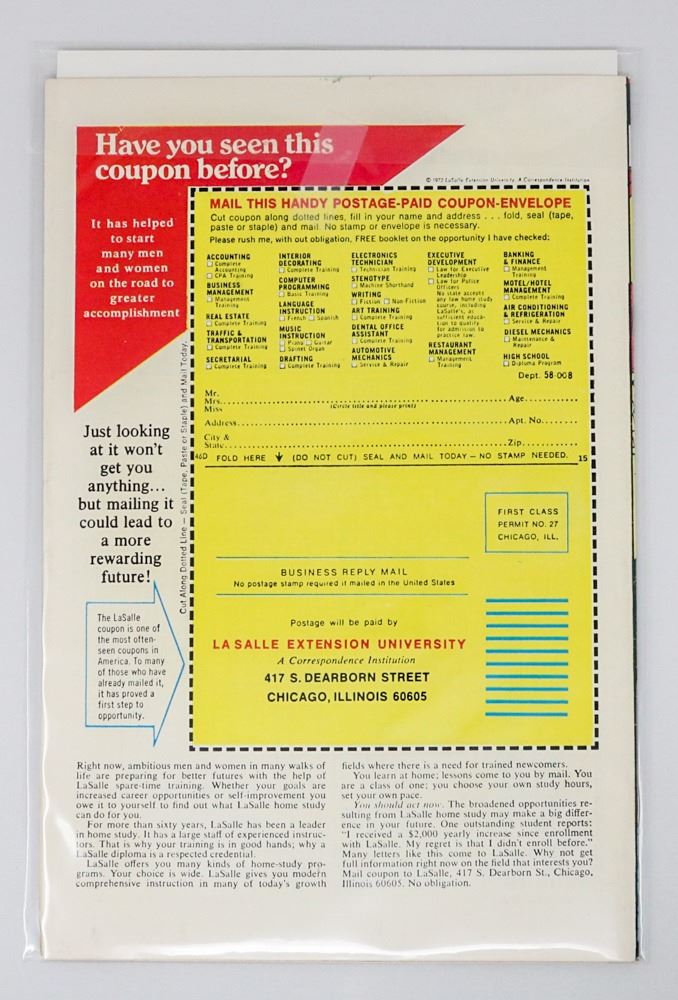 Have you seen this
coupon before?
© 1972 LaSalle Extension University, A Correspondence Institution
It has helped
to start
many men
and women
on the road to
greater
accomplishment
MAIL THIS HANDY POSTAGE-PAID COUPON-ENVELOPE
Cut coupon along dotted lines, fill in your name and address . . . fold, seal (tape,
paste or staple) and mail. No stamp or envelope is necessary.
Please rush me, with out obligation, FREE booklet on the opportunity I have checked:
ACCOUNTING
Complete
Accounting
CPA Training
BUSINESS
MANAGEMENT
Management
Training
REAL ESTATE
Complete Training
TRAFFIC &
TRANSPORTATION
Complete Training
SECRETARIAL
Complete Training
INTERIOR
DECORATING
Complete Training
COMPUTER
PROGRAMMING
Basic Training
LANGUAGE
INSTRUCTION
French Spanish
MUSIC
INSTRUCTION
Piano Guitar
Spinet Organ
DRAFTING
Complete Training
ELECTRONICS
TECHNICIAN
Technician Training
STENOTYPE
Machine Shorthand
WRITING
Fiction Non-Fiction
ART TRAINING
Complete Training
DENTAL OFFICE
ASSISTANT
Complete Training
AUTOMOTIVE
MECHANICS
Service & Repair
EXECUTIVE
DEVELOPMENT
Law for Executive
Leadership
Law for Police
Officers
No state accepts
any law home study
course, including
LaSalle's, as
sufficient educa-
tion to qualify
for admission to
practice law.
RESTAURANT
MANAGEMENT
Management
Training
BANKING
& FINANCE
Management
Training
MOTEL/HOTEL
MANAGEMENT
Complete Training
AIR CONDITIONING
& REFRIGERATION
Service & Repair
DIESEL MECHANICS
Maintenance &
Repair
HIGH SCHOOL
Diploma Program
Dept. 58-008
Mr.
Mrs.
Miss
(Circle title and please print)
Age
Address
Apt. No.
City &
State
Zip
46D FOLD HERE (DO NOT CUT) SEAL AND MAIL TODAY – NO STAMP NEEDED. 15
Cut Along Dotted Line – Seal (Tape, Paste or Staple) and Mail Today.
Just looking
at it won't
get you
anything...
but mailing it
could lead to
a more
rewarding
future!
The LaSalle
coupon is one of
the most often-
seen coupons in
America. To many
of those who have
already mailed it,
it has proved a
first step to
opportunity.
FIRST CLASS
PERMIT NO. 27
CHICAGO, ILL.
BUSINESS REPLY MAIL
No postage stamp required if mailed in the United States
Postage will be paid by
LA SALLE EXTENSION UNIVERSITY
A Correspondence Institution
417 S. DEARBORN STREET
CHICAGO, ILLINOIS 60605
Right now, ambitious men and women in many walks of
life are preparing for better futures with the help of
LaSalle spare-time training. Whether your goals are
increased career opportunities or self-improvement you
owe it to yourself to find out what LaSalle home study
can do for you.
For more than sixty years, LaSalle has been a leader
in home study. It has a large staff of experienced instruc-
tors. That is why your training is in good hands; why a
LaSalle diploma is a respected credential.
LaSalle offers you many kinds of home-study pro-
grams. Your choice is wide. LaSalle gives you modern
comprehensive instruction in many of today's growth
fields where there is a need for trained newcomers.
You learn at home; lessons come to you by mail. You
are a class of one; you choose your own study hours,
set your own pace.
You should act now. The broadened opportunities re-
sulting from LaSalle home study may make a big differ-
ence in your future. One outstanding student reports:
"I received a $2,000 yearly increase since enrollment
with LaSalle. My regret is that I didn't enroll before."
Many letters like this come to LaSalle. Why not get
full information right now on the field that interests you?
Mail coupon to LaSalle, 417 S. Dearborn St., Chicago,
Illinois 60605. No obligation.